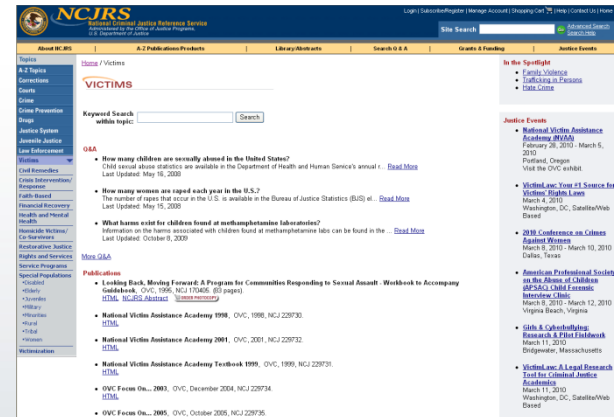 Login | Subscribe/Register | Manage Account | Shopping Cart | Help | Contact Us | Home
NCJRS
National Criminal Justice Reference Service
Administered by the Office of Justice Programs,
U.S. Department of Justice
Site Search
Advanced Search
Search Help
About NCJRS | A-Z Publications/Products | Library/Abstracts | Search Q & A | Grants & Funding | Justice Events
Topics
A-Z Topics
Corrections
Courts
Crime
Crime Prevention
Drugs
Justice System
Juvenile Justice
Law Enforcement
Victims
Civil Remedies
Crisis Intervention/
Response
Faith-Based
Financial Recovery
Health and Mental
Health
Homicide Victims/
Co-Survivors
Restorative Justice
Rights and Services
Service Programs
Special Populations
•Disabled
•Elderly
•Juveniles
•Military
•Minorities
•Rural
•Tribal
•Women
Victimization
Home / Victims
VICTIMS
Keyword Search
within topic:
Search
Q&A
• How many children are sexually abused in the United States?
Child sexual abuse statistics are available in the Department of Health and Human Service's annual r... Read More
Last Updated: May 16, 2008
• How many women are raped each year in the U.S.?
The number of rapes that occur in the U.S. is available in the Bureau of Justice Statistics (BJS) el... Read More
Last Updated: May 15, 2008
• What harms exist for children found at methamphetamine laboratories?
Information on the harms associated with children found at methamphetamine labs can be found in the ... Read More
Last Updated: October 8, 2009
More Q&A
Publications
• Looking Back, Moving Forward: A Program for Communities Responding to Sexual Assault - Workbook to Accompany
Guidebook, OVC, 1995, NCJ 170405. (83 pages).
HTML NCJRS Abstract
• National Victim Assistance Academy 1998, OVC, 1998, NCJ 229730.
HTML
• National Victim Assistance Academy 2001, OVC, 2001, NCJ 229732.
HTML
• National Victim Assistance Academy Textbook 1999, OVC, 1999, NCJ 229731.
HTML
• OVC Focus On... 2003, OVC, December 2004, NCJ 229734.
HTML
• OVC Focus On... 2005, OVC, October 2005, NCJ 229735.
In the Spotlight
• Family Violence
• Trafficking in Persons
• Hate Crime
Justice Events
• National Victim Assistance
Academy (NVAA)
February 28, 2010 - March 5,
2010
Portland, Oregon
Visit the OVC exhibit.
• VictimLaw: Your #1 Source for
Victims' Rights Laws
March 4, 2010
Washington, DC, Satellite/Web
Based
• 2010 Conference on Crimes
Against Women
March 8, 2010 - March 10, 2010
Dallas, Texas
• American Professional Society
on the Abuse of Children
(APSAC) Child Forensic
Interview Clinic
March 8, 2010 - March 12, 2010
Virginia Beach, Virginia
• Girls & Cyberbullying:
Research & Pilot Fieldwork
March 11, 2010
Bridgewater, Massachusetts
• VictimLaw: A Legal Research
Tool for Criminal Justice
Academics
March 11, 2010
Washington, DC, Satellite/Web
Based